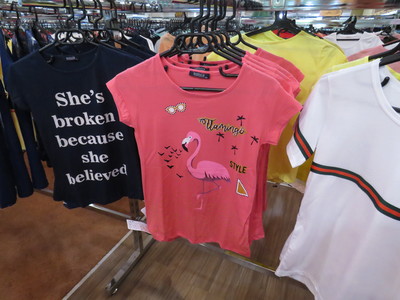 She's
broken
because
she
believed
flamingo
STYLE